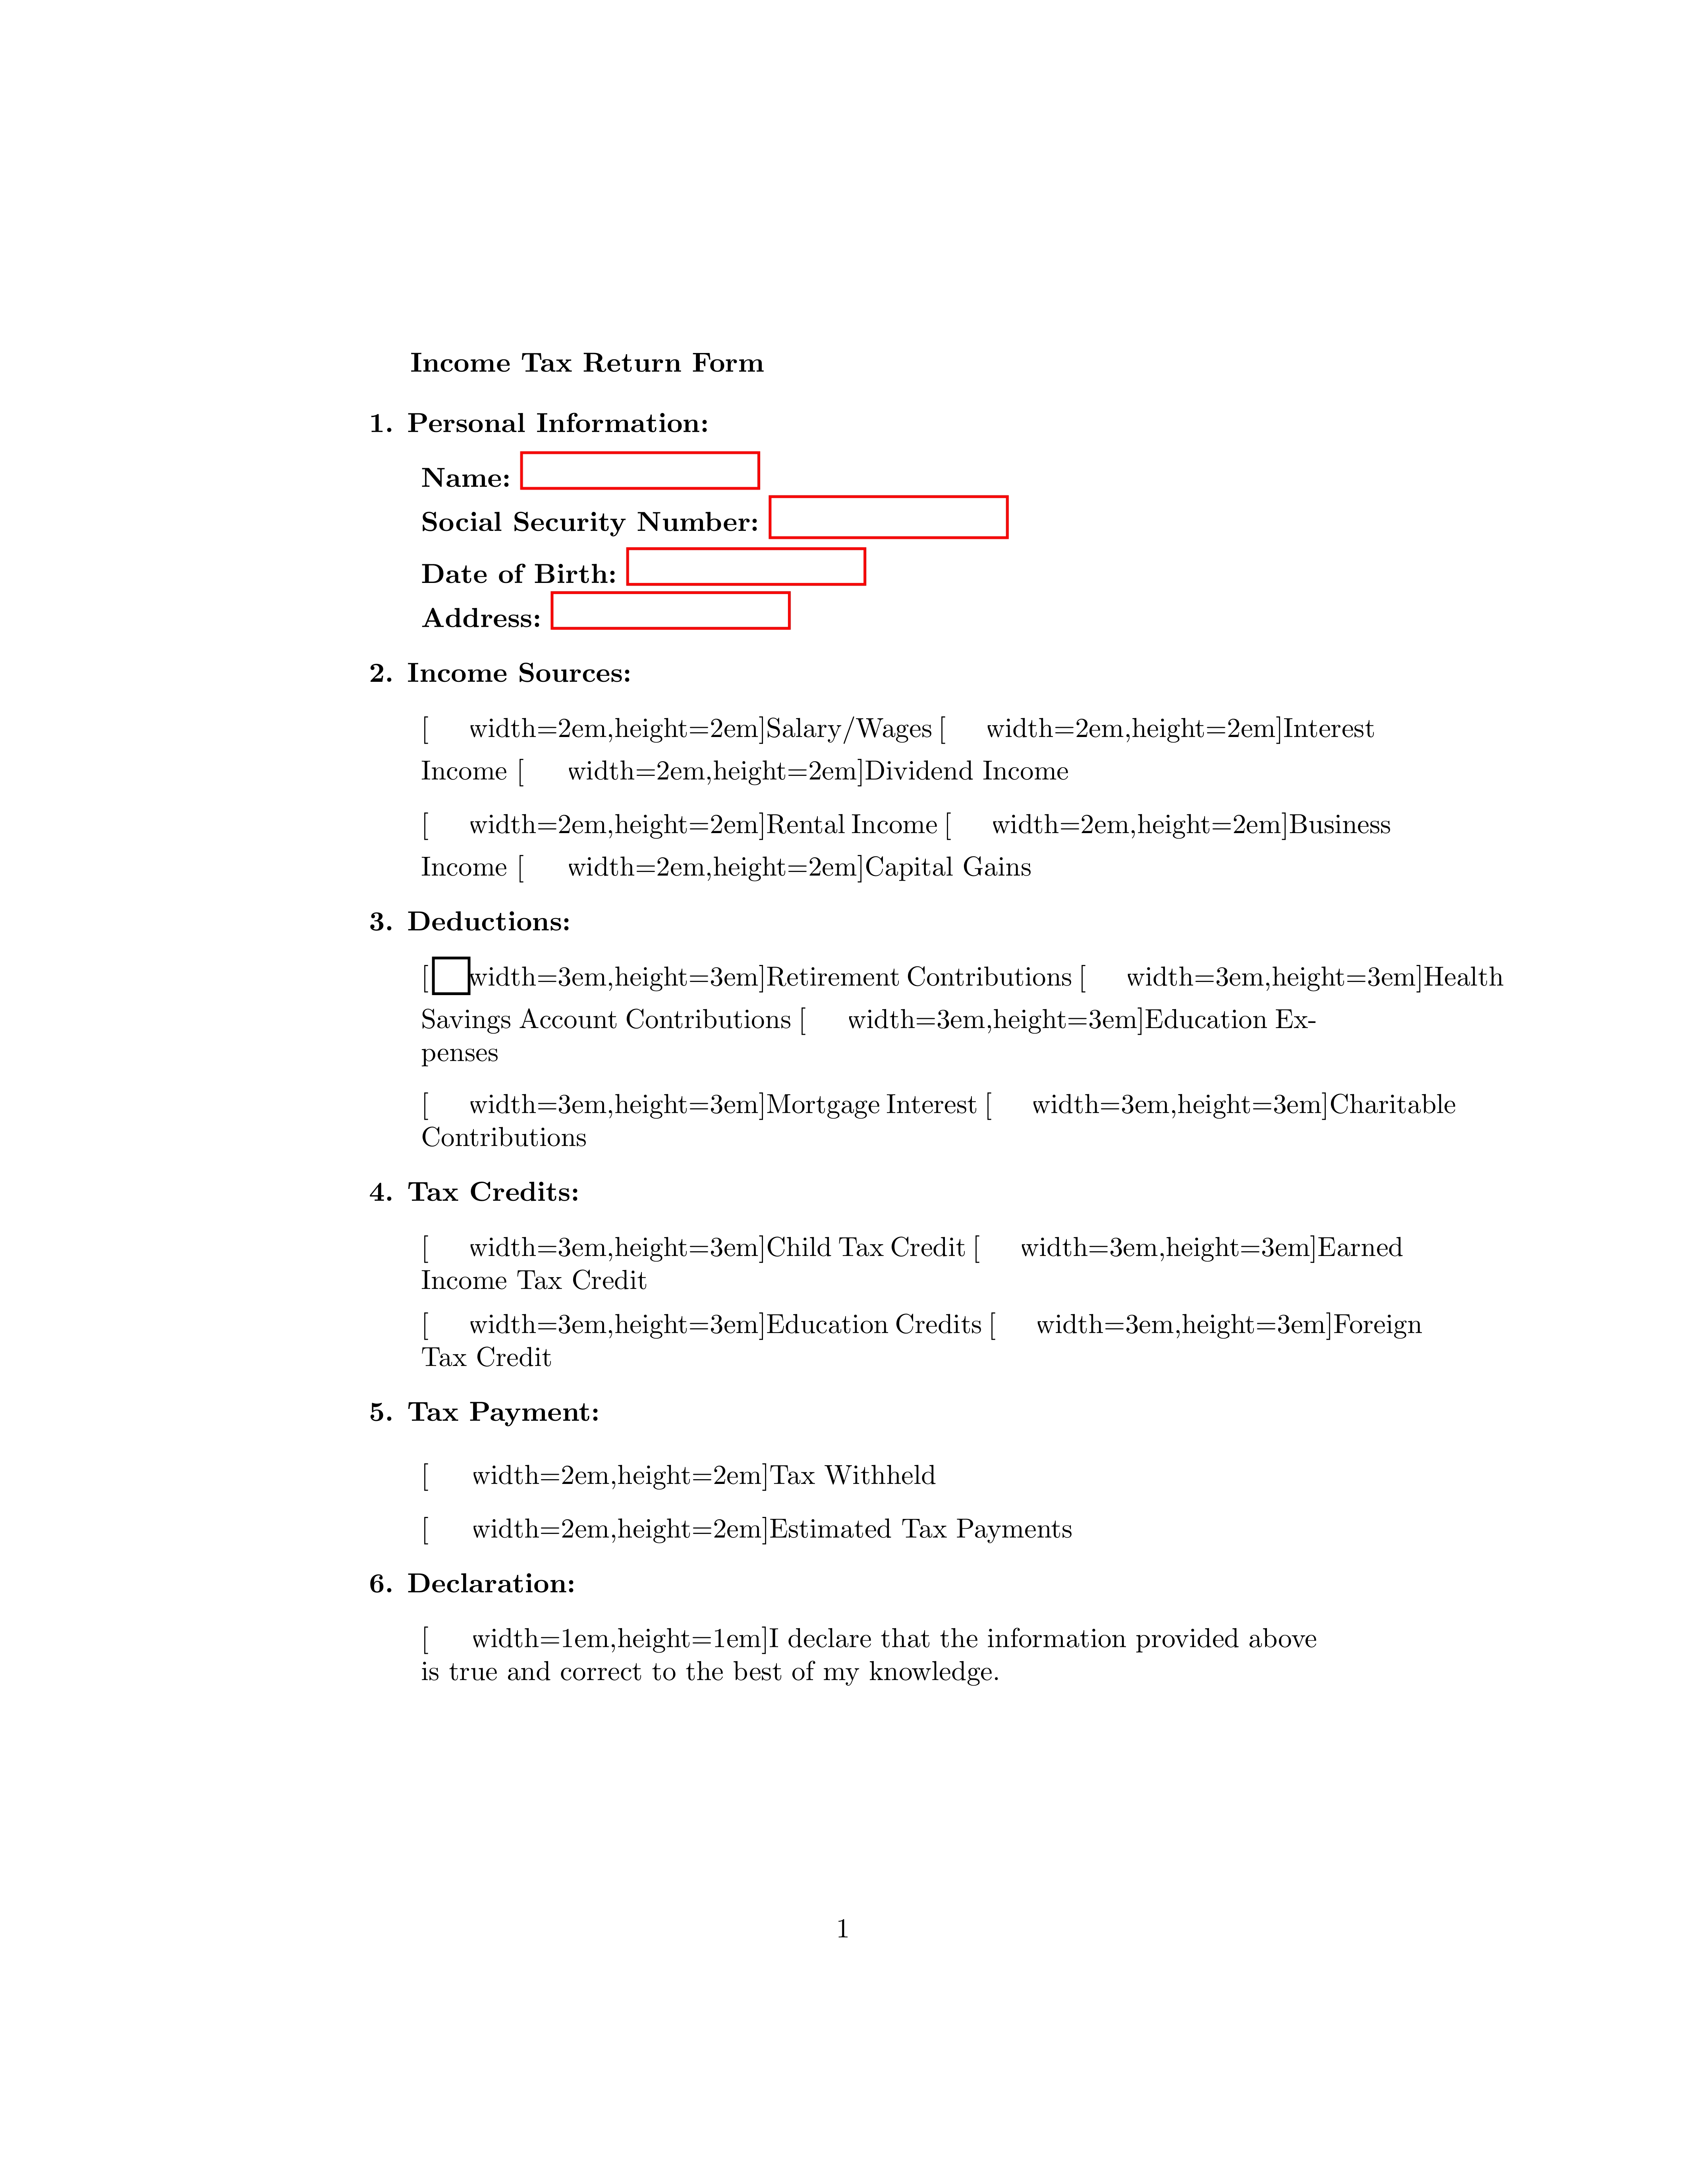 Income Tax Return Form
1. Personal Information:
Name:
Social Security Number:
Date of Birth:
Address:
2. Income Sources:
[ width=2em,height=2em]Salary/Wages [ width=2em,height=2em]Interest
Income [ width=2em,height=2em]Dividend Income
[ width=2em,height=2em]Rental Income [ width=2em,height=2em]Business
Income [ width=2em,height=2em]Capital Gains
3. Deductions:
[ width=3em,height=3em]Retirement Contributions [ width=3em,height=3em]Health
Savings Account Contributions [ width=3em,height=3em]Education Ex-
penses
[ width=3em,height=3em]Mortgage Interest [ width=3em,height=3em]Charitable
Contributions
4. Tax Credits:
[ width=3em,height=3em]Child Tax Credit [ width=3em,height=3em]Earned
Income Tax Credit
[ width=3em,height=3em]Education Credits [ width=3em,height=3em]Foreign
Tax Credit
5. Tax Payment:
[ width=2em,height=2em]Tax Withheld
[ width=2em,height=2em]Estimated Tax Payments
6. Declaration:
[ width=1em,height=1em]I declare that the information provided above
is true and correct to the best of my knowledge.
1